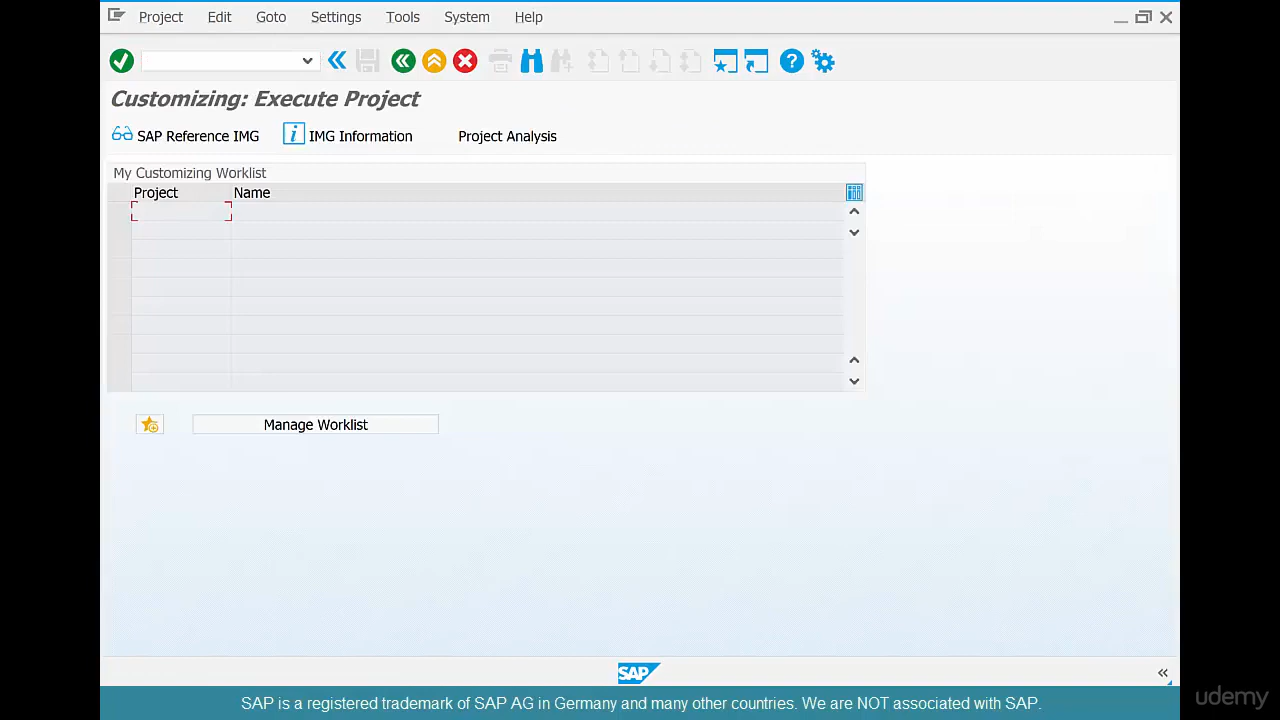 Project Edit Goto Settings Tools System Help
Customizing: Execute Project
SAP Reference IMG i IMG Information Project Analysis
My Customizing Worklist
Project Name
Manage Worklist
SAP
SAP is a registered trademark of SAP AG in Germany and many other countries. We are NOT associated with SAP.
udemy